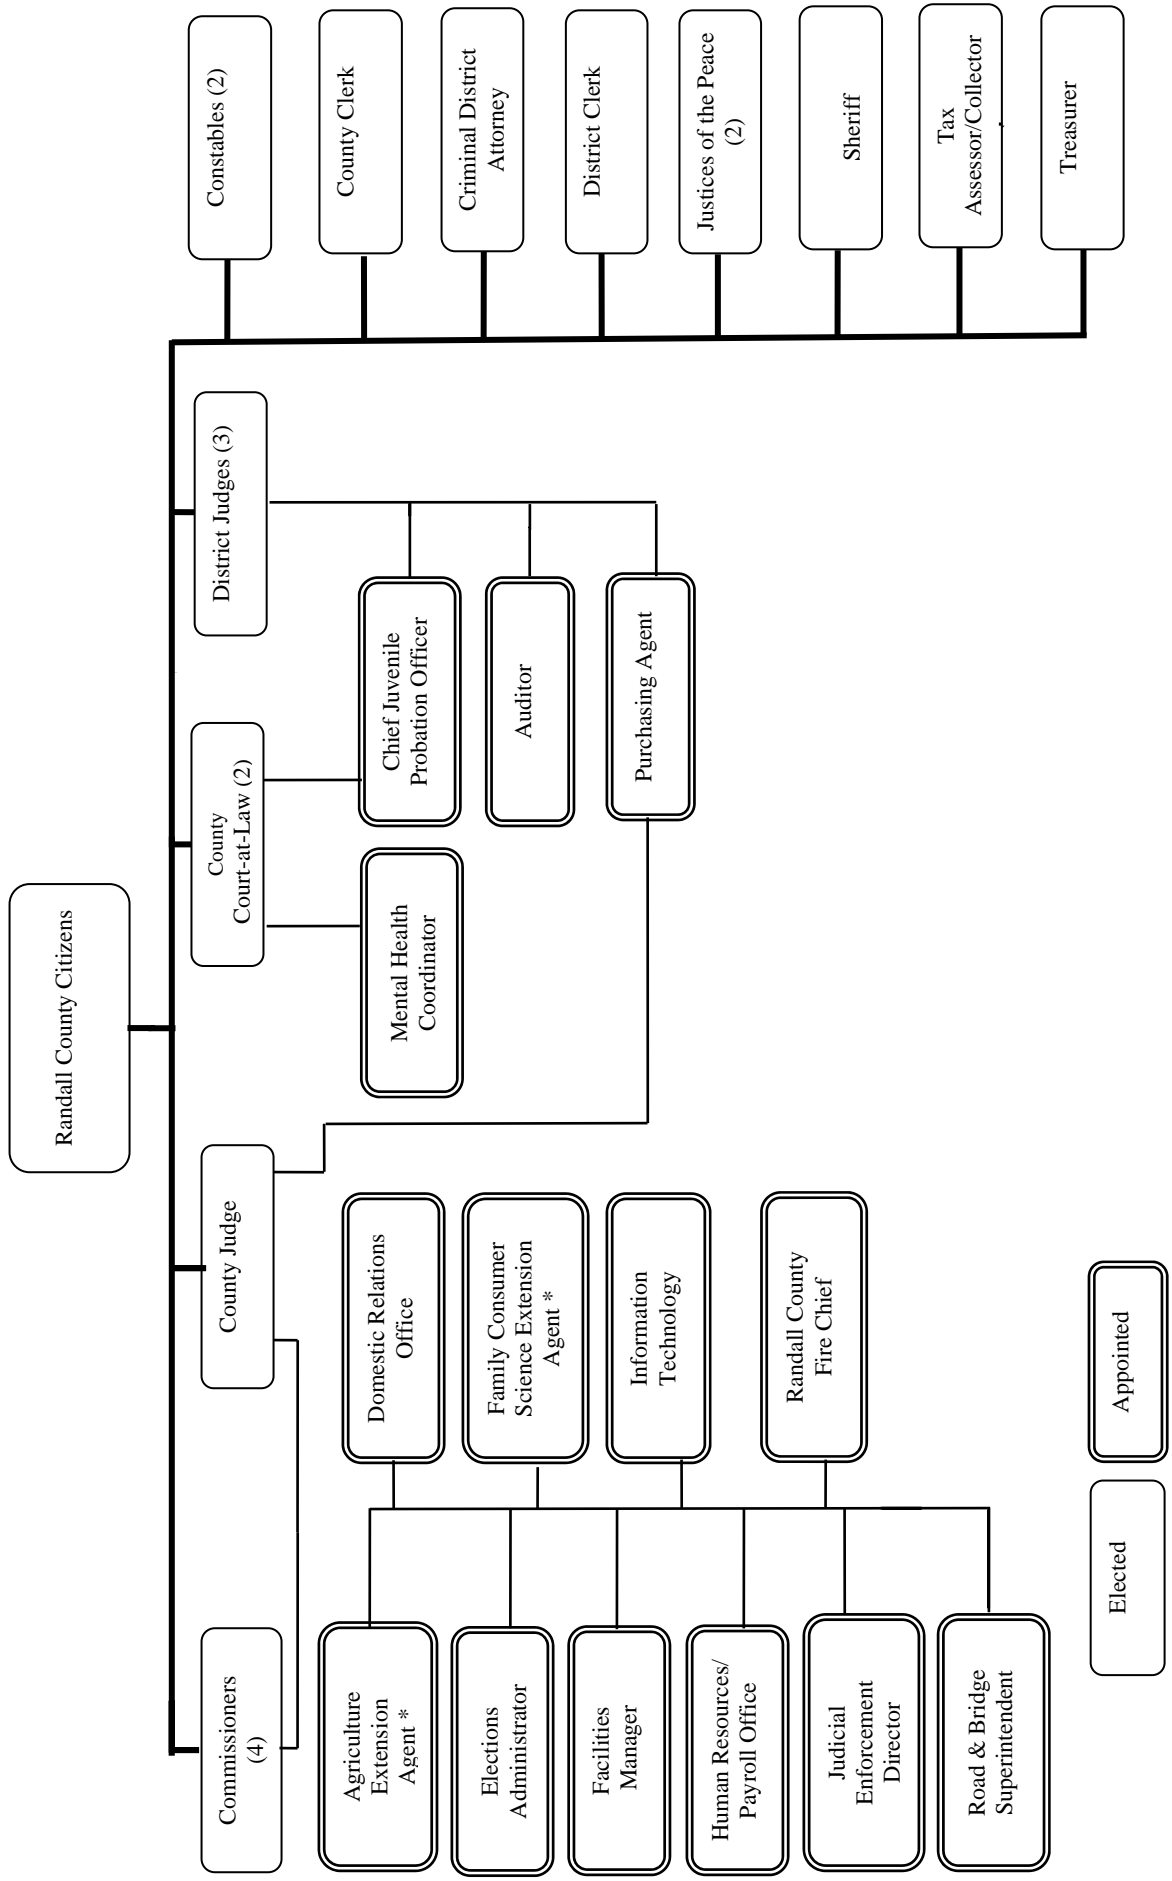 Randall County Citizens
Commissioners
(4)
County Judge
County
Court-at-Law (2)
District Judges (3)
Constables (2)
County Clerk
Criminal District
Attorney
District Clerk
Justices of the Peace
(2)
Sheriff
Tax
Assessor/Collector
Treasurer
Agriculture
Extension
Agent *
Elections
Administrator
Facilities
Manager
Human Resources/
Payroll Office
Judicial
Enforcement
Director
Road & Bridge
Superintendent
Domestic Relations
Office
Family Consumer
Science Extension
Agent *
Information
Technology
Randall County
Fire Chief
Mental Health
Coordinator
Chief Juvenile
Probation Officer
Auditor
Purchasing Agent
Elected
Appointed